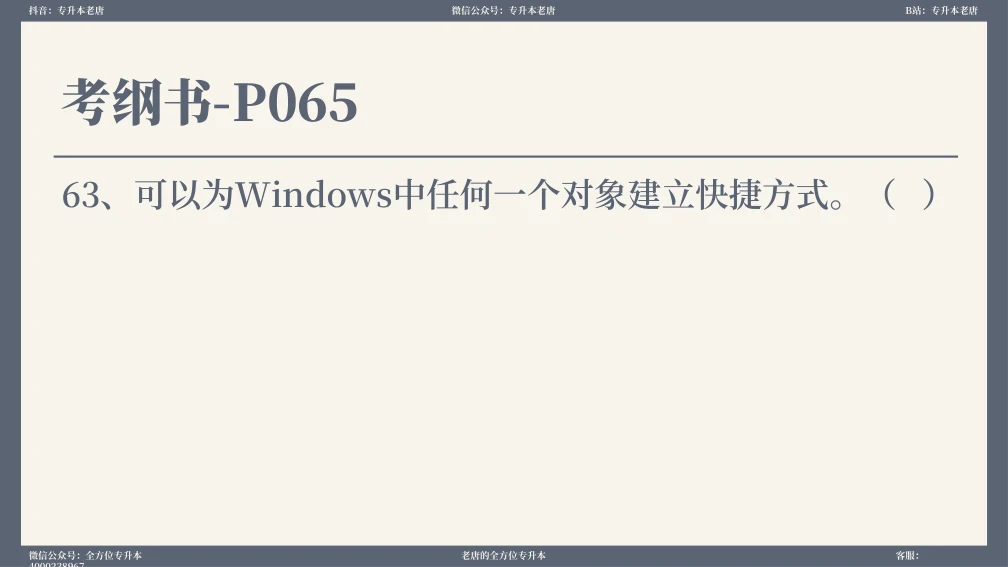 抖音：专升本老唐
微信公众号：专升本老唐
B站：专升本老唐
考纲书-P065
63、可以为Windows中任何一个对象建立快捷方式。（ ）
微信公众号：全方位专升本
老唐的全方位专升本
客服：
4000238967